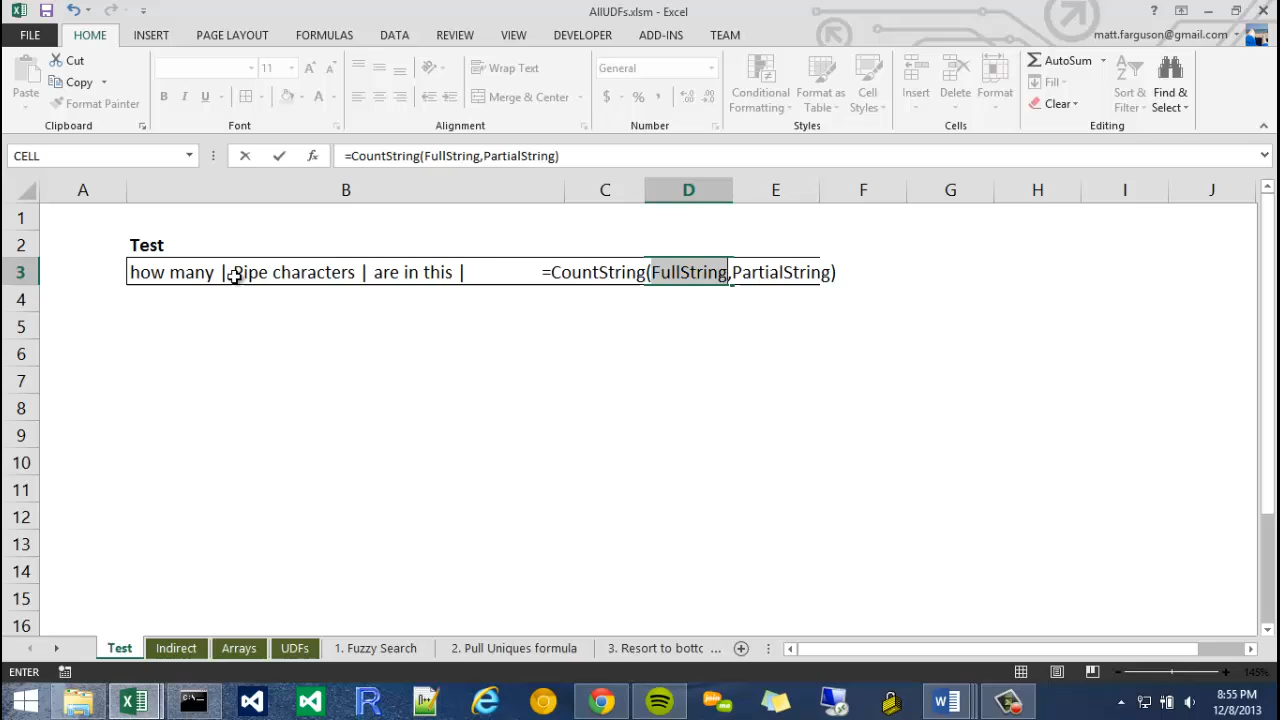 AllUDFs.xlsm - Excel
FILE HOME INSERT PAGE LAYOUT FORMULAS DATA REVIEW VIEW DEVELOPER ADD-INS TEAM matt.farguson@gmail.com
Paste Cut Copy Format Painter
11
Wrap Text
Merge & Center
General
$ % ,
Conditional Formatting Format as Table Cell Styles
Insert Delete Format
AutoSum Fill Clear
Sort & Filter Find & Select
Clipboard Font Alignment Number Styles Cells Editing
CELL =CountString(FullString,PartialString)
A B C D E F G H I J
1
2 Test
3 how many | Pipe characters | are in this | =CountString(FullString,PartialString)
4
5
6
7
8
9
10
11
12
13
14
15
16
Test Indirect Arrays UDFs 1. Fuzzy Search 2. Pull Uniques formula 3. Resort to botto ...
ENTER 145%
8:55 PM
12/8/2013